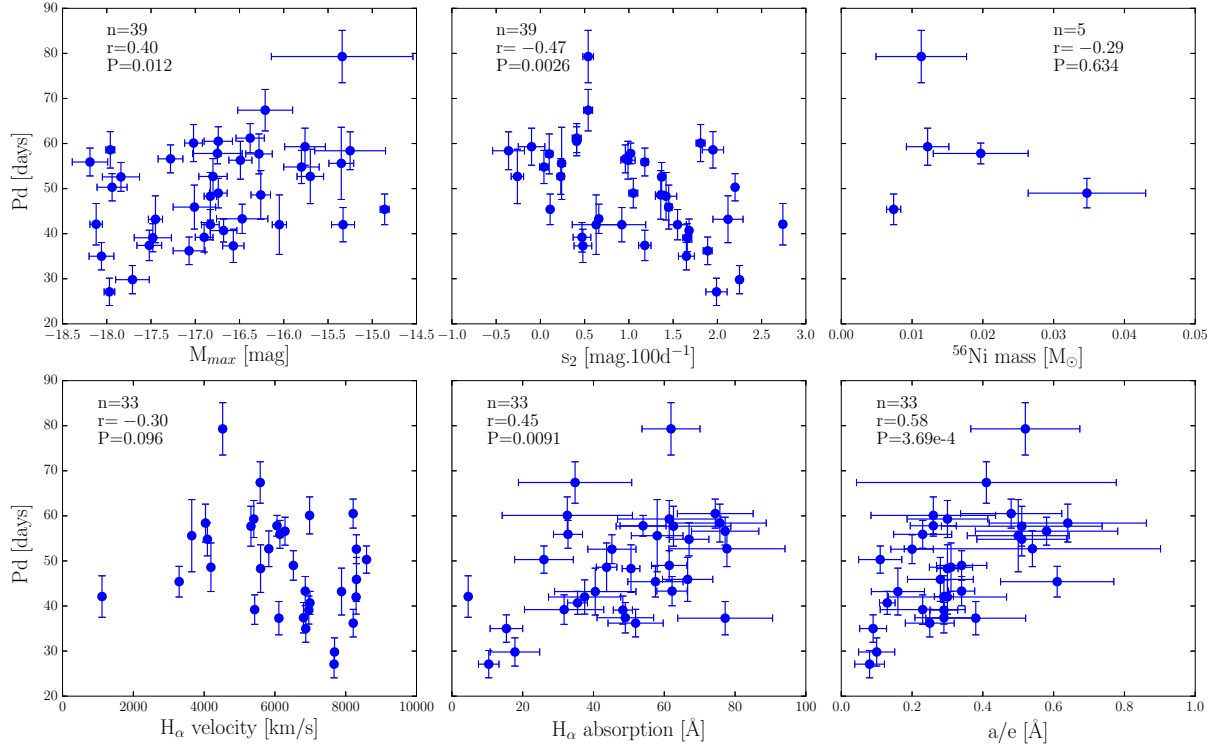 90
80
70
60
50
40
30
20
Pd [days]
n=39
r=0.40
P=0.012
−18.5 −18.0 −17.5 −17.0 −16.5 −16.0 −15.5 −15.0 −14.5
M_max [mag]
n=39
r= −0.47
P=0.0026
−0.5 0.0 0.5 1.0 1.5 2.0 2.5 3.0
s₂ [mag.100d⁻¹]
n=5
r= −0.29
P=0.634
0.00 0.01 0.02 0.03 0.04 0.05
⁵⁶Ni mass [M☉]
90
80
70
60
50
40
30
20
Pd [days]
n=33
r= −0.30
P=0.096
0 2000 4000 6000 8000 10000
Hα velocity [km/s]
n=33
r=0.45
P=0.0091
0 20 40 60 80 100
Hα absorption [Å]
n=33
r=0.58
P=3.69e-4
0.0 0.2 0.4 0.6 0.8 1.0
a/e [Å]